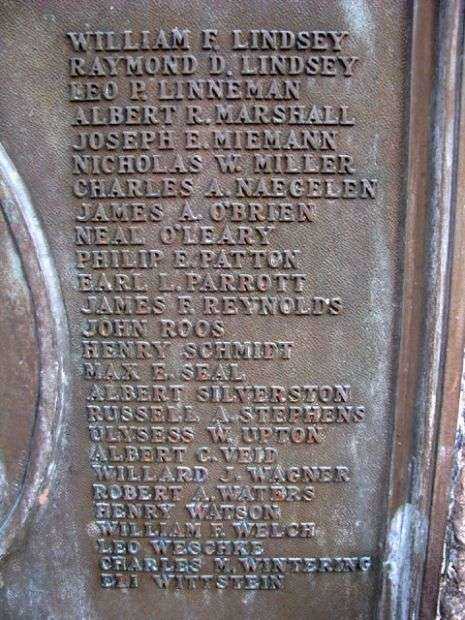 WILLIAM F. LINDSEY
RAYMOND D. LINDSEY
LEO P. LINNEMAN
ALBERT R. MARSHALL
JOSEPH E. MIEMANN
NICHOLAS W. MILLER
CHARLES A. NAEGELEN
JAMES A. O'BRIEN
NEAL O'LEARY
PHILIP E. PATTON
EARL L. PARROTT
JAMES F. REYNOLDS
JOHN ROOS
HENRY SCHMIDT
MAX E. SEAL
ALBERT SILVERSTON
RUSSELL A. STEPHENS
ULYSESS W. UPTON
ALBERT C. VEID
WILLARD J. WAGNER
ROBERT A. WATERS
HENRY WATSON
WILLIAM F. WELCH
LEO WESCHKE
CHARLES M. WINTERING
ELI WITTSTEIN